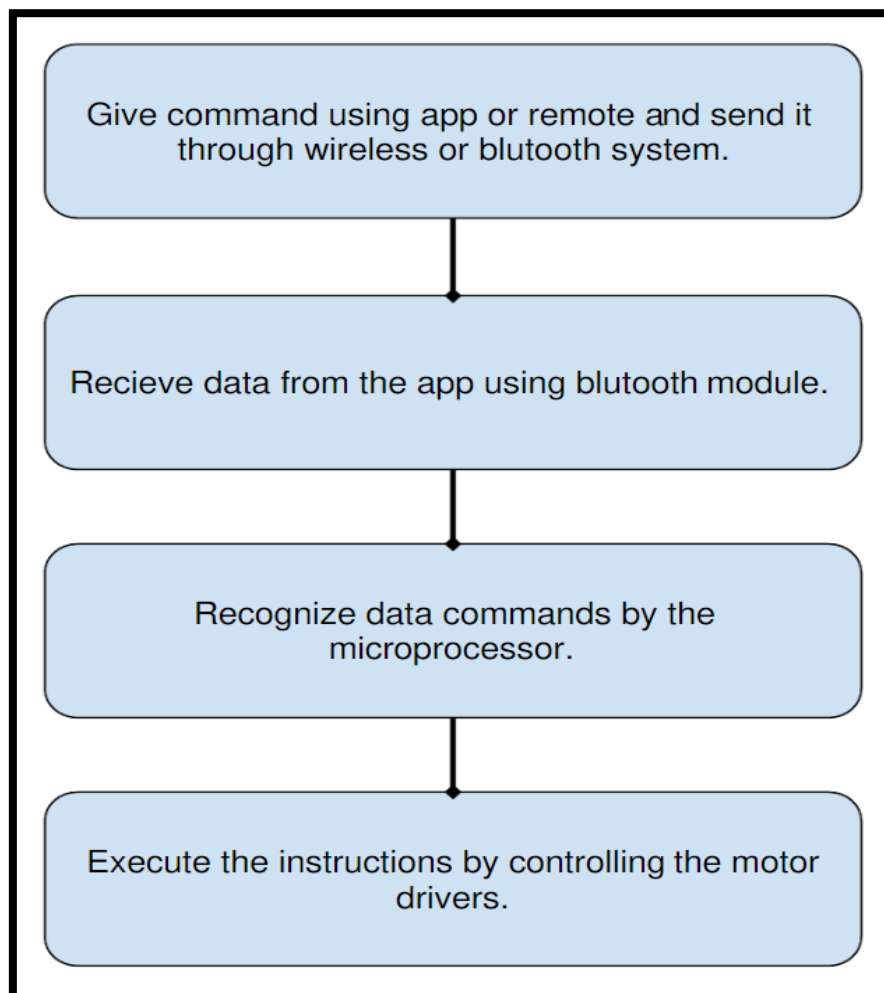 Give command using app or remote and send it
through wireless or blutooth system.
Recieve data from the app using blutooth module.
Recognize data commands by the
microprocessor.
Execute the instructions by controlling the motor
drivers.